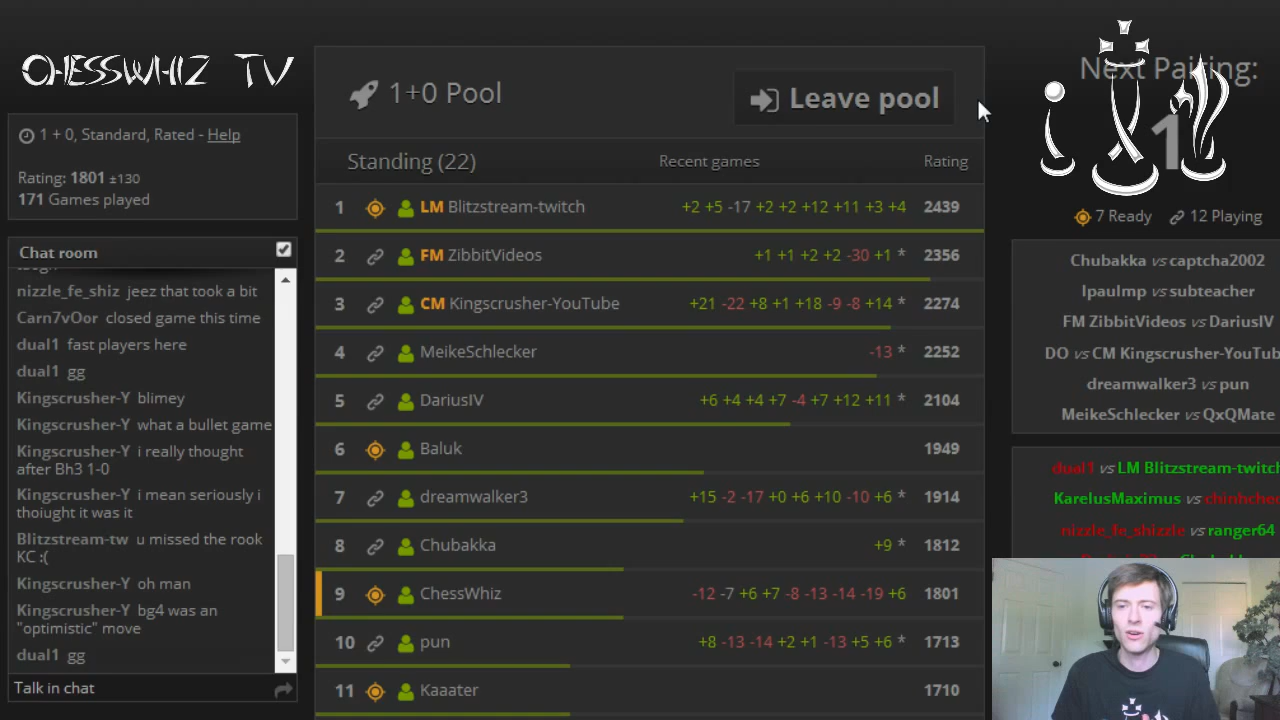 CHESSWHIZ TV
1 + 0, Standard, Rated - Help
Rating: 1801 ±130
171 Games played
Chat room
nizzle_fe_shiz jeez that took a bit
Carn7vOor closed game this time
dual1 fast players here
dual1 gg
Kingscrusher-Y blimey
Kingscrusher-Y what a bullet game
Kingscrusher-Y i really thought
after Bh3 1-0
Kingscrusher-Y i mean seriously i
thoiught it was it
Blitzstream-tw u missed the rook
KC :(
Kingscrusher-Y oh man
Kingscrusher-Y bg4 was an
"optimistic" move
dual1 gg
Talk in chat
1+0 Pool
Leave pool
Standing (22) Recent games Rating
1 LM Blitzstream-twitch +2 +5 -17 +2 +2 +12 +11 +3 +4 2439
2 FM ZibbitVideos +1 +1 +2 +2 -30 +1 * 2356
3 CM Kingscrusher-YouTube +21 -22 +8 +1 +18 -9 -8 +14 * 2274
4 MeikeSchlecker -13 * 2252
5 DariusIV +6 +4 +4 +7 -4 +7 +12 +11 * 2104
6 Baluk 1949
7 dreamwalker3 +15 -2 -17 +0 +6 +10 -10 +6 * 1914
8 Chubakka +9 * 1812
9 ChessWhiz -12 -7 +6 +7 -8 -13 -14 -19 +6 1801
10 pun +8 -13 -14 +2 +1 -13 +5 +6 * 1713
11 Kaaater 1710
Next Pairing:
1
7 Ready 12 Playing
Chubakka vs captcha2002
lpaulmp vs subteacher
FM ZibbitVideos vs DariusIV
DO vs CM Kingscrusher-YouTub
dreamwalker3 vs pun
MeikeSchlecker vs QxQMate
dual1 vs LM Blitzstream-twitch
KarelusMaximus vs chinhche
nizzle_fe_shizzle vs ranger64